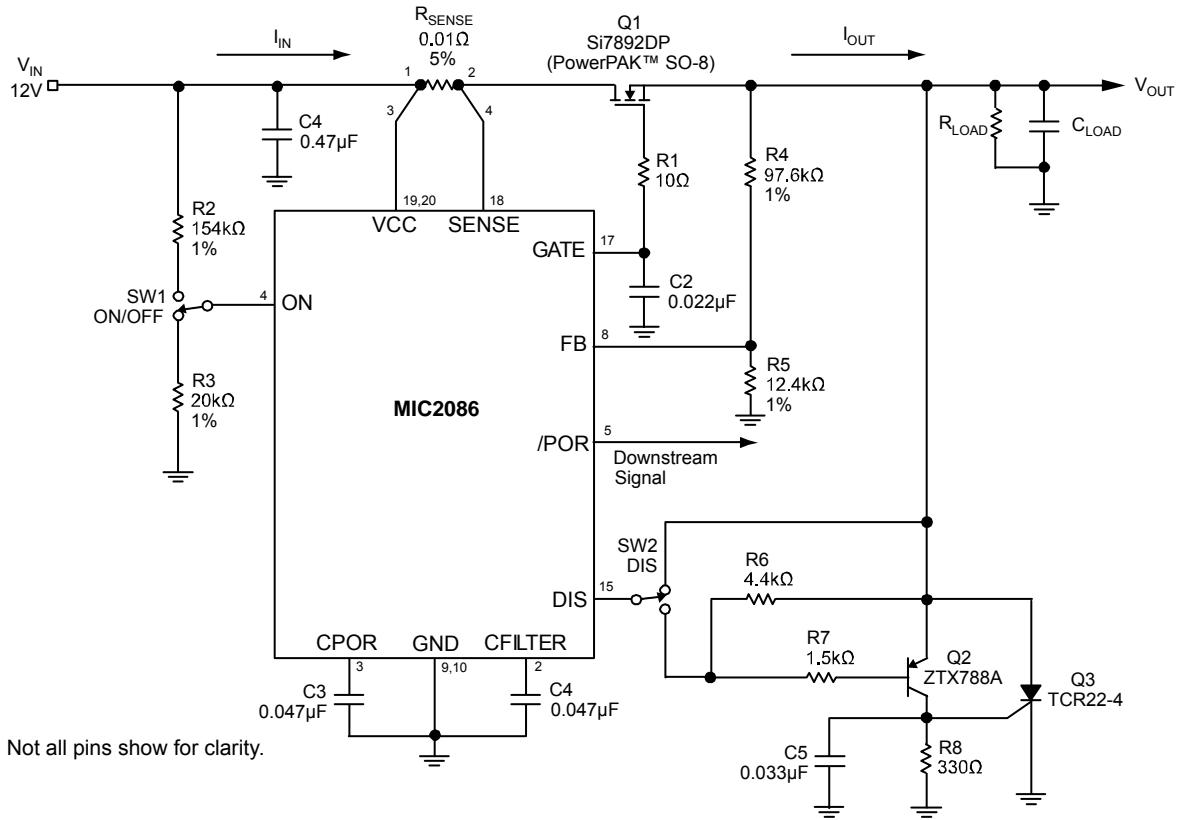 R_SENSE
0.01Ω
5%
I_IN
Q1
Si7892DP
(PowerPAK™ SO-8)
I_OUT
V_IN
12V
1
2
3
4
V_OUT
C4
0.47µF
R1
10Ω
R4
97.6kΩ
1%
R_LOAD
C_LOAD
R2
154kΩ
1%
19,20
18
VCC
SENSE
GATE
17
C2
0.022µF
SW1
ON/OFF
4
ON
FB
8
R3
20kΩ
1%
R5
12.4kΩ
1%
MIC2086
/POR
5
Downstream
Signal
SW2
DIS
DIS
15
R6
4.4kΩ
R7
1.5kΩ
Q2
ZTX788A
Q3
TCR22-4
CPOR
GND
CFILTER
3
9,10
2
C3
0.047µF
C4
0.047µF
C5
0.033µF
R8
330Ω
Not all pins show for clarity.